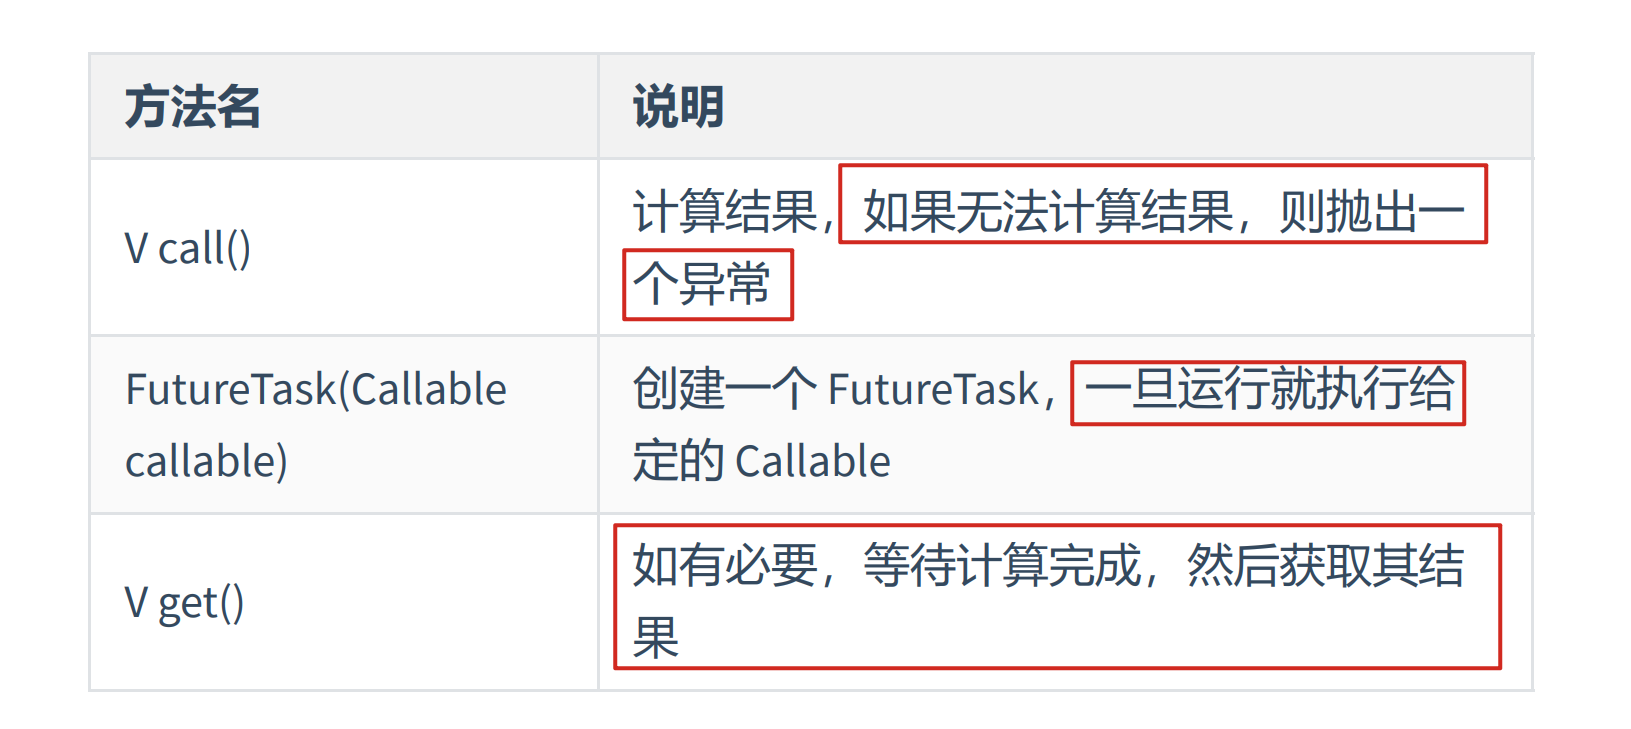 方法名
说明
V call()
计算结果，如果无法计算结果，则抛出一
个异常
FutureTask(Callable
callable)
创建一个 FutureTask，一旦运行就执行给
定的 Callable
V get()
如有必要，等待计算完成，然后获取其结
果